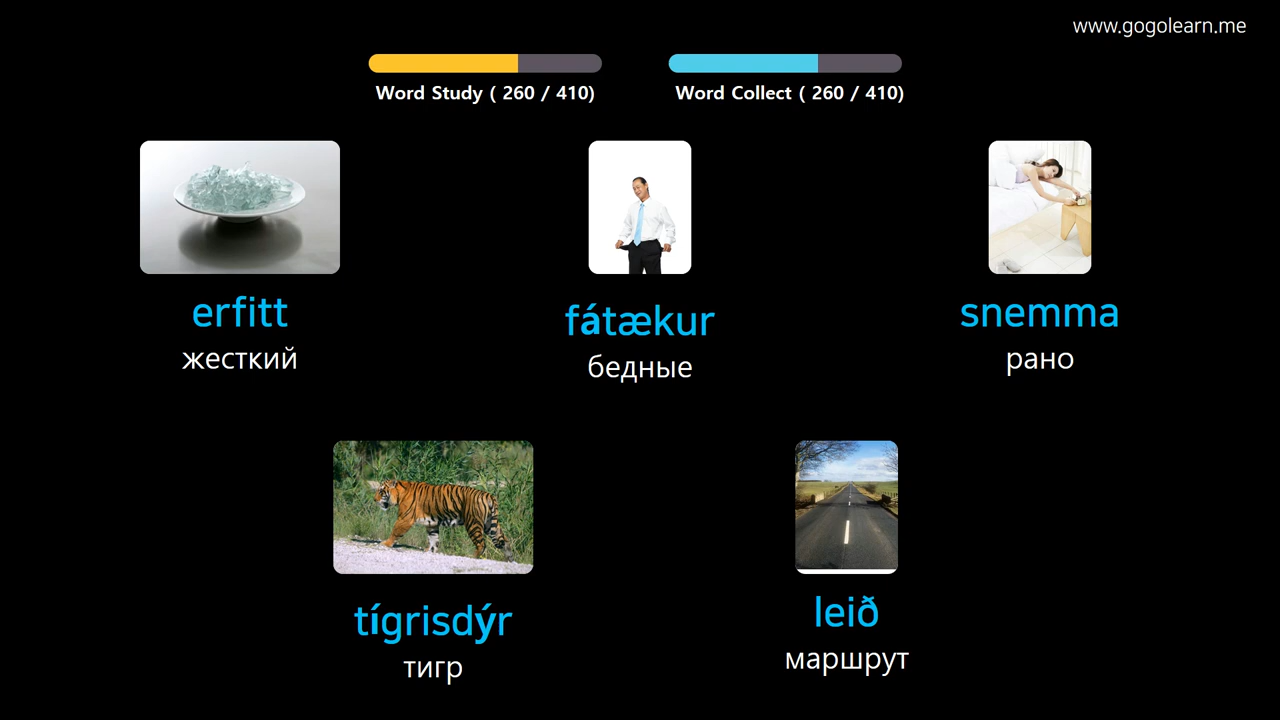 www.gogolearn.me
Word Study ( 260 / 410)
Word Collect ( 260 / 410)
erfitt
жесткий
fátækur
бедные
snemma
рано
tígrisdýr
тигр
leið
маршрут